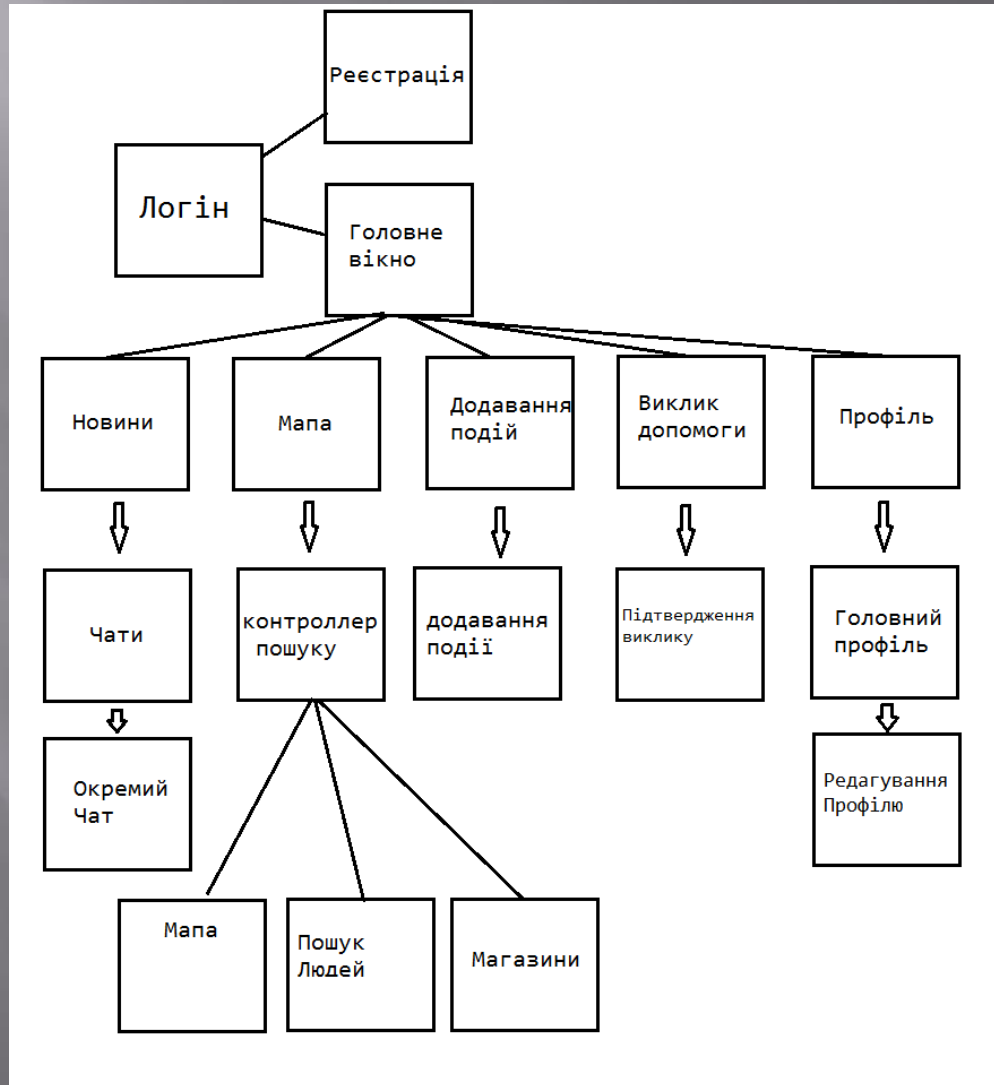 Реєстрація
Логін
Головне
вікно
Новини
Мапа
Додавання
подій
Виклик
допомоги
Профіль
Чати
контроллер
пошуку
додавання
події
Підтвердження
виклику
Головний
профіль
Окремий
Чат
Редагування
Профілю
Мапа
Пошук
Людей
Магазини